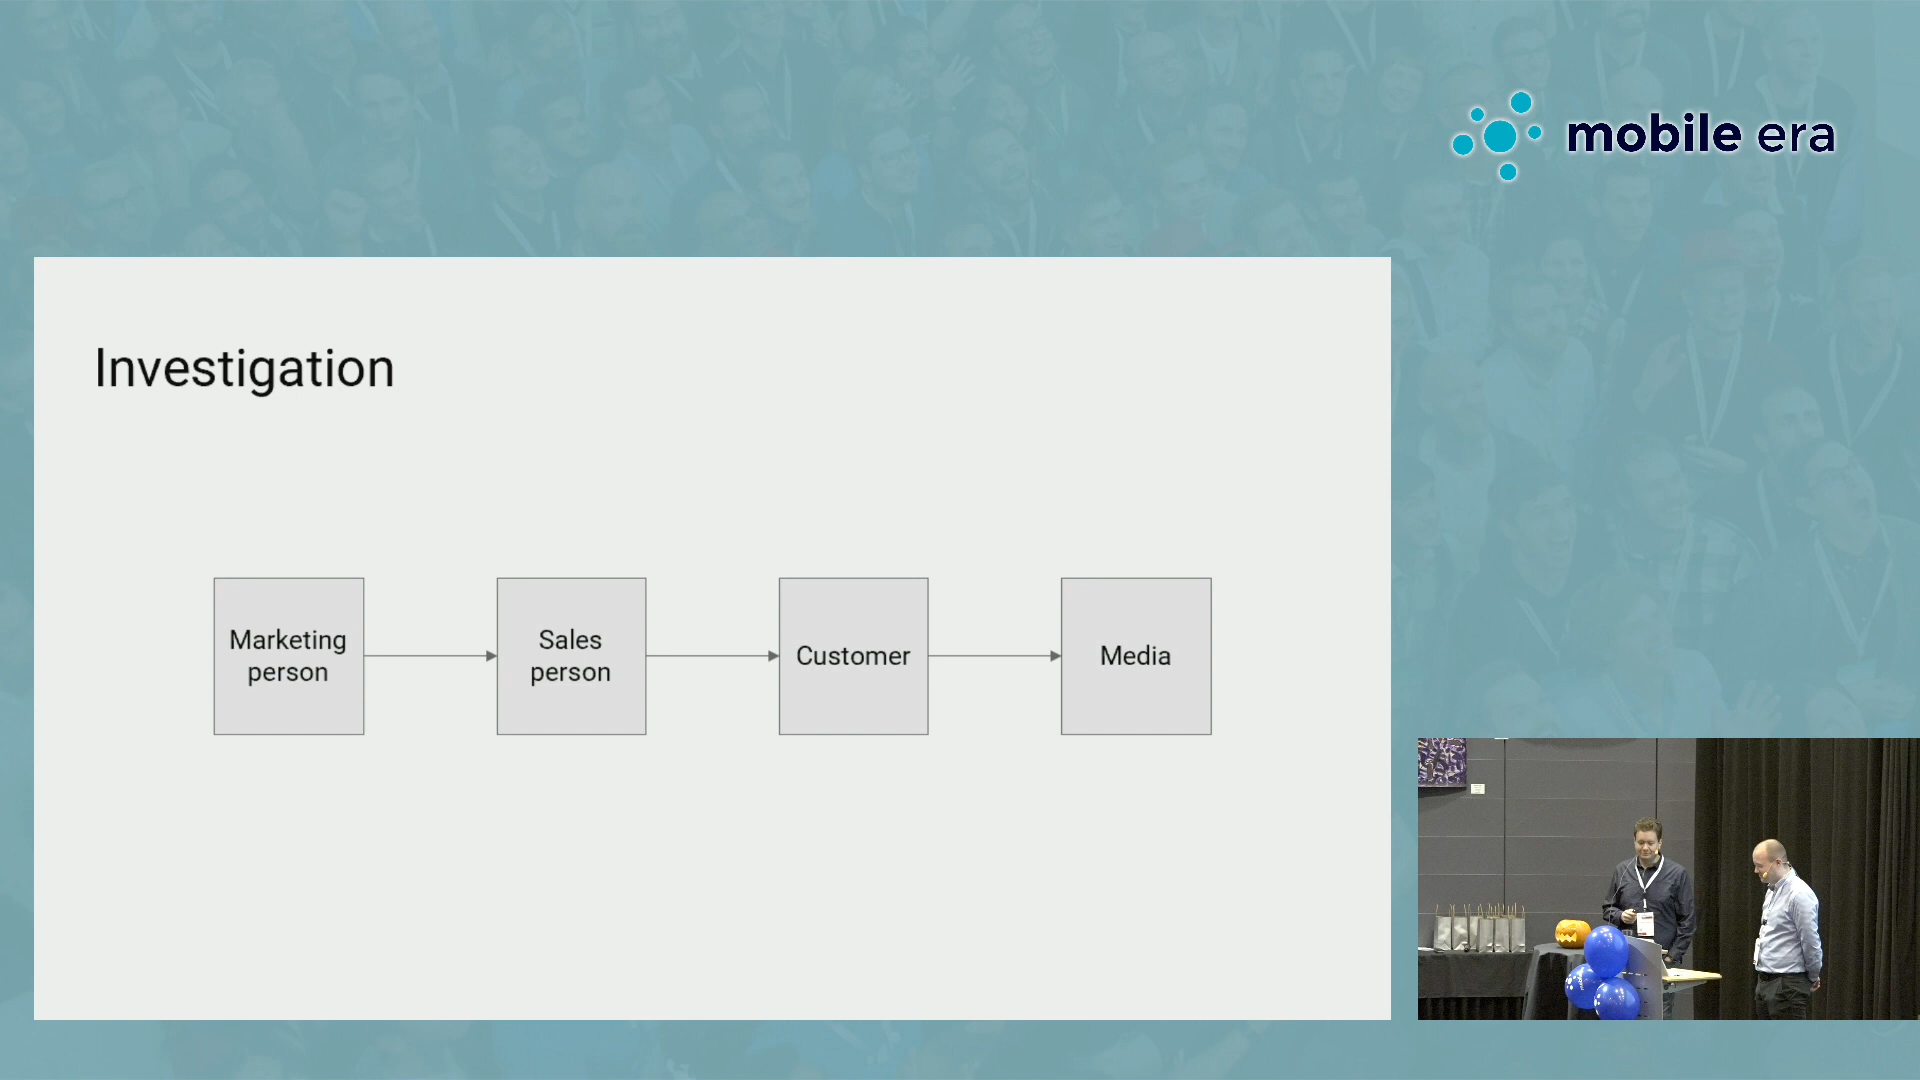 mobile era
Investigation
Marketing
person
Sales
person
Customer
Media